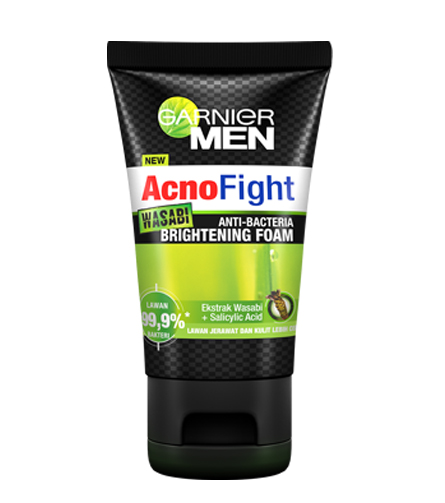 GARNIER
MEN
NEW
AcnoFight
WASABI
ANTI-BACTERIA
BRIGHTENING FOAM
LAWAN
99,9%*
BAKTERI
Ekstrak Wasabi
+ Salicylic Acid
LAWAN JERAWAT DAN KULIT LEBIH